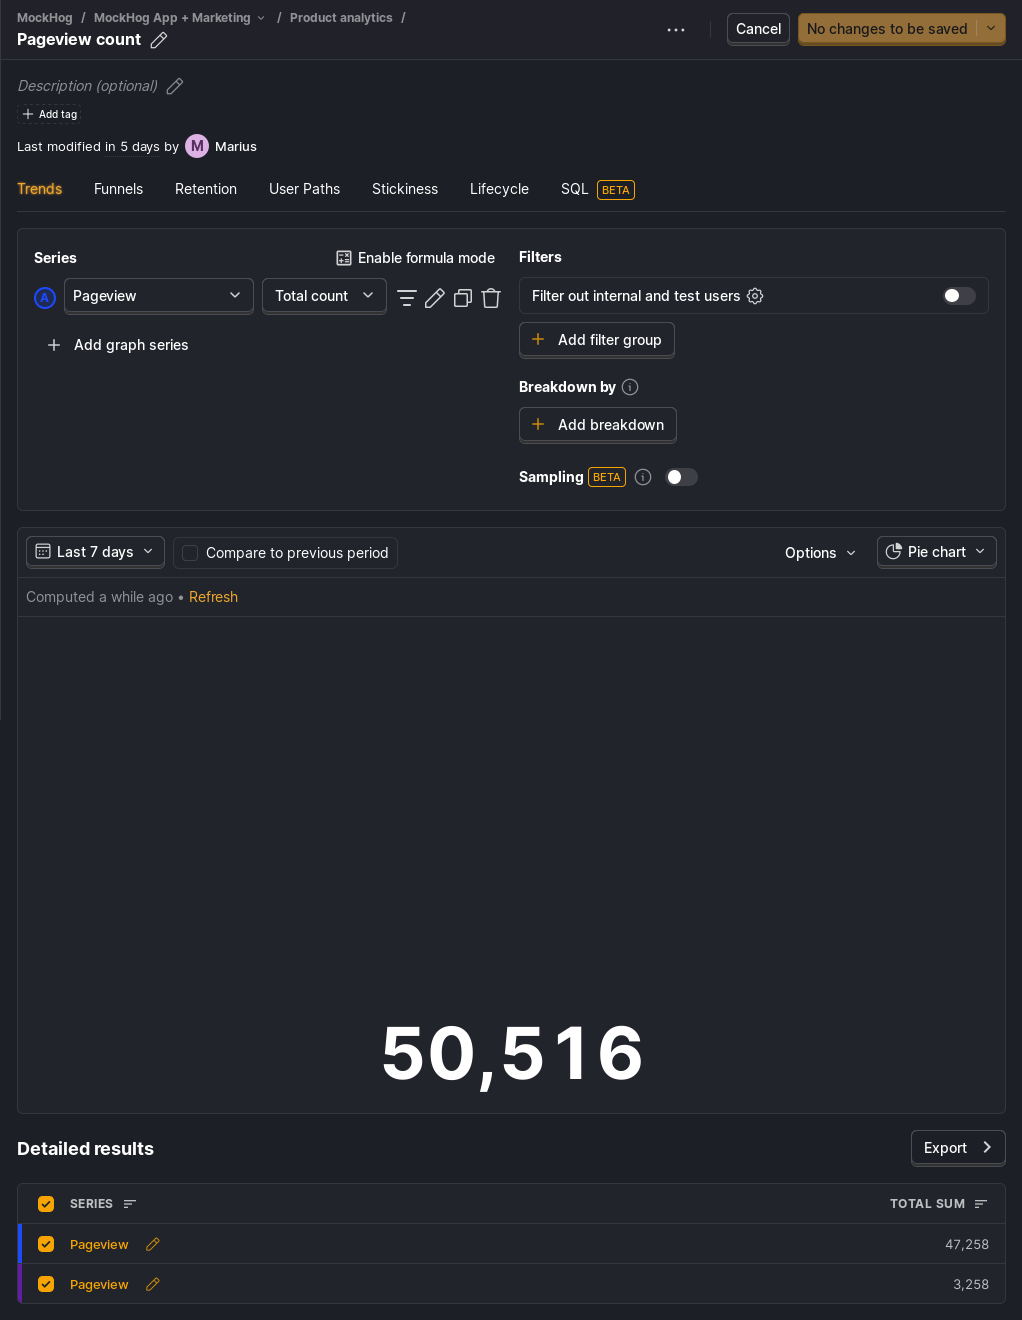 MockHog / MockHog App + Marketing / Product analytics /
Pageview count
Cancel
No changes to be saved
Description (optional)
Add tag
Last modified in 5 days by M Marius
Trends Funnels Retention User Paths Stickiness Lifecycle SQL BETA
Series
Enable formula mode
A Pageview Total count
Add graph series
Filters
Filter out internal and test users
Add filter group
Breakdown by
Add breakdown
Sampling BETA
Last 7 days Compare to previous period Options Pie chart
Computed a while ago • Refresh
50,516
Detailed results
Export
SERIES TOTAL SUM
Pageview 47,258
Pageview 3,258